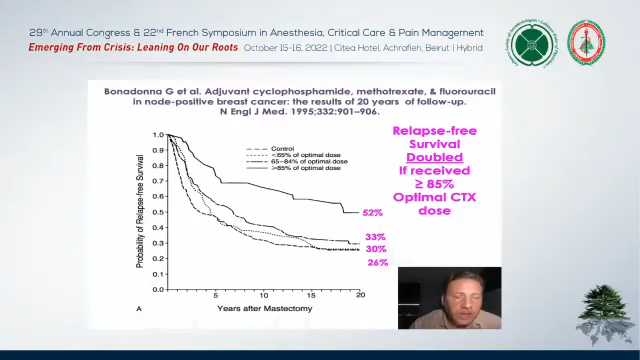 29th Annual Congress & 22nd French Symposium in Anesthesia, Critical Care & Pain Management
Emerging From Crisis: Leaning On Our Roots October 15-16, 2022 | Citea Hotel, Achrafieh, Beirut | Hybrid
Bonadonna G et al. Adjuvant cyclophosphamide, methotrexate, & fluorouracil
in node-positive breast cancer: the results of 20 years of follow-up.
N Engl J Med. 1995;332:901–906.
Probability of Relapse-free Survival
1.0
0.9
0.8
0.7
0.6
0.5
0.4
0.3
0.2
0.1
0.0
Control
<65% of optimal dose
65–84% of optimal dose
≥85% of optimal dose
52%
33%
30%
26%
5
10
15
20
A
Years after Mastectomy
Relapse-free
Survival
Doubled
If received
≥ 85%
Optimal CTX
dose